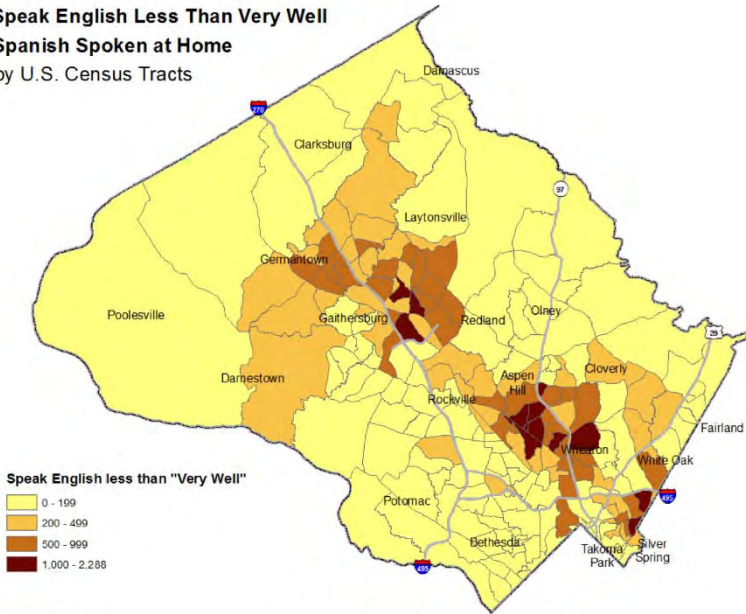 Speak English Less Than Very Well
Spanish Spoken at Home
by U.S. Census Tracts
Damascus
270
Clarksburg
97
Laytonsville
Germantown
Poolesville
Gaithersburg
Redland
Olney
29
Darnestown
Aspen
Hill
Cloverly
Rockville
Fairland
Wheaton
White Oak
Speak English less than "Very Well"
0 - 199
200 - 499
500 - 999
1,000 - 2,288
Potomac
495
Bethesda
Takoma
Park
Silver
Spring
495